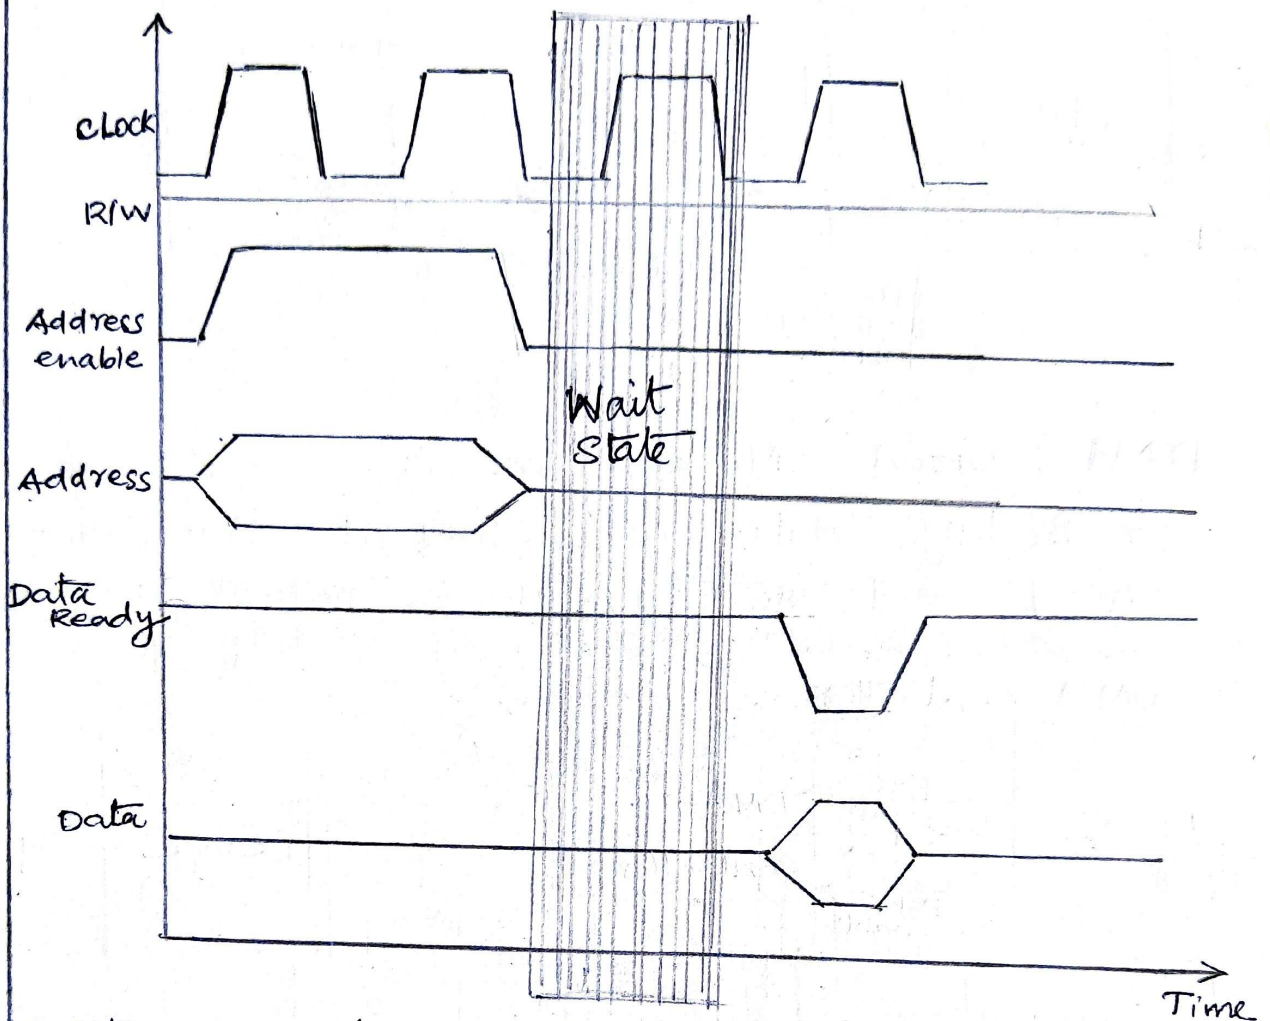 cLock
R/W
Address
enable
Wait
State
Address
Data
Ready
Data
Time